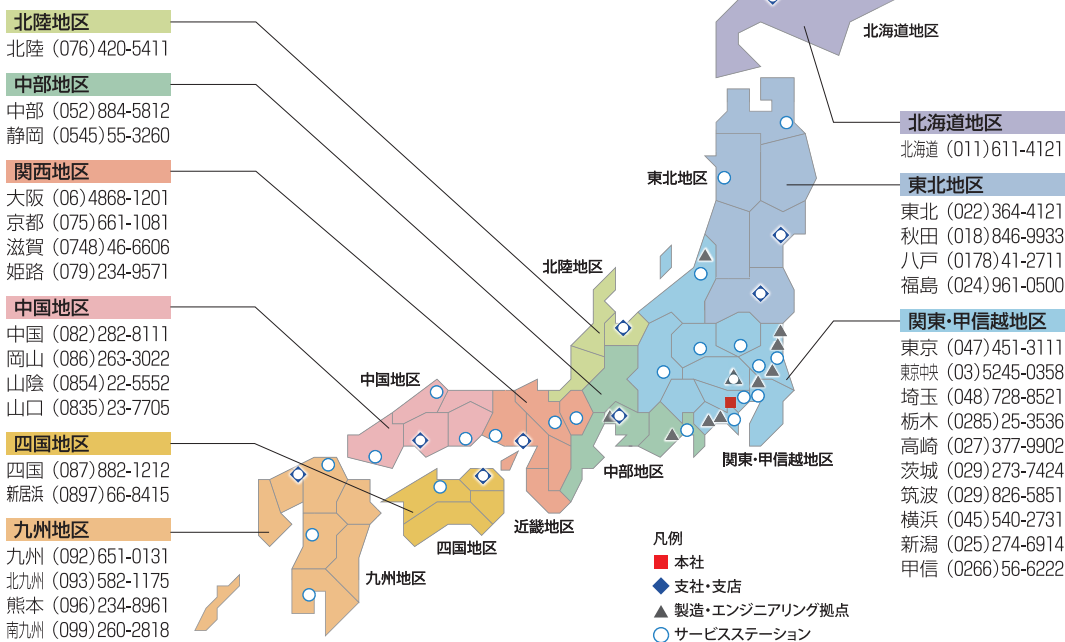 北陸地区
北陸 (076)420-5411
中部地区
中部 (052)884-5812
静岡 (0545)55-3260
関西地区
大阪 (06)4868-1201
京都 (075)661-1081
滋賀 (0748)46-6606
姫路 (079)234-9571
中国地区
中国 (082)282-8111
岡山 (086)263-3022
山陰 (0854)22-5552
山口 (0835)23-7705
四国地区
四国 (087)882-1212
新居浜 (0897)66-8415
九州地区
九州 (092)651-0131
北九州 (093)582-1175
熊本 (096)234-8961
南九州 (099)260-2818
北海道地区
東北地区
北陸地区
中国地区
中部地区
関東・甲信越地区
近畿地区
四国地区
九州地区
凡例
本社
支社・支店
製造・エンジニアリング拠点
サービスステーション
北海道地区
北海道 (011)611-4121
東北地区
東北 (022)364-4121
秋田 (018)846-9933
八戸 (0178)41-2711
福島 (024)961-0500
関東・甲信越地区
東京 (047)451-3111
東京中央 (03)5245-0358
埼玉 (048)728-8521
栃木 (0285)25-3536
高崎 (027)377-9902
茨城 (029)273-7424
筑波 (029)826-5851
横浜 (045)540-2731
新潟 (025)274-6914
甲信 (0266)56-6222